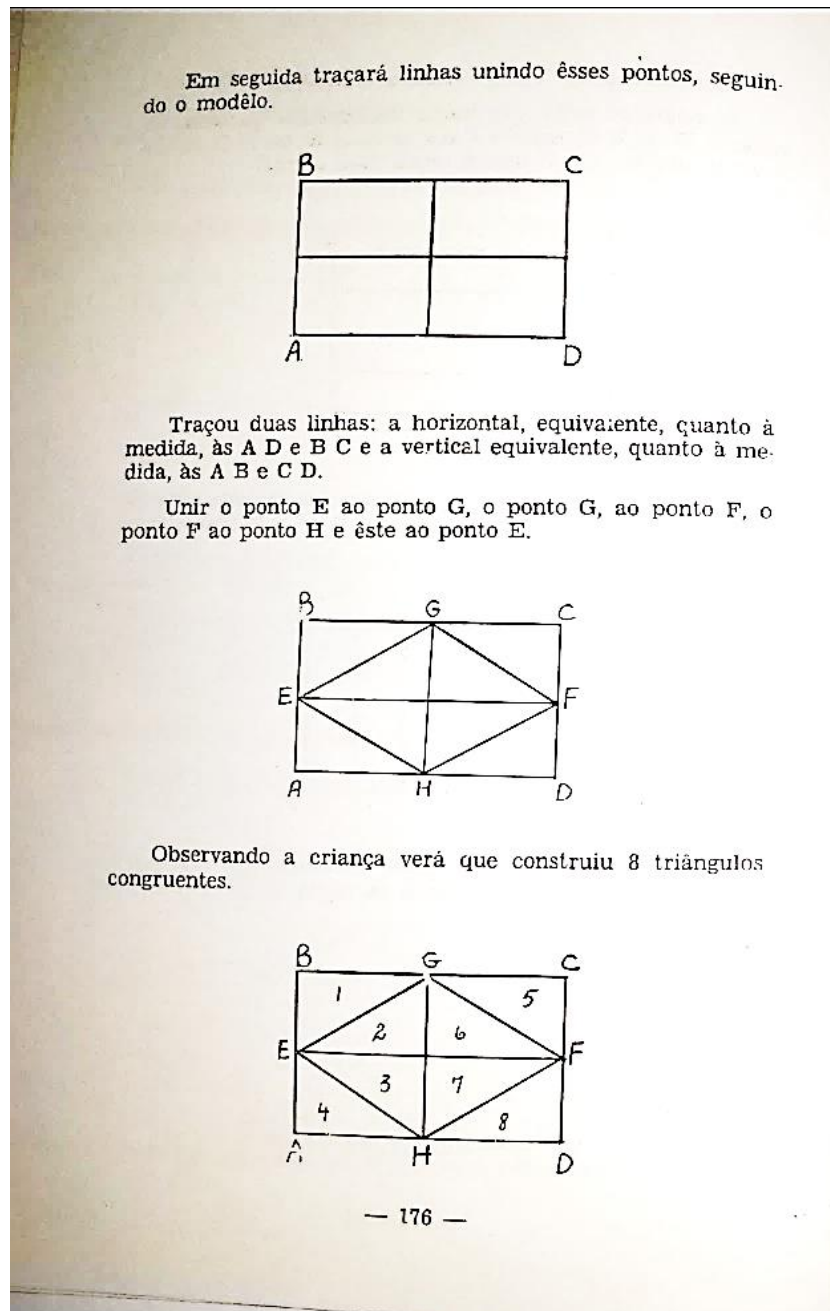 Em seguida traçará linhas unindo êsses pontos, seguin-
do o modêlo.
B C
A D
Traçou duas linhas: a horizontal, equivalente, quanto à
medida, às A D e B C e a vertical equivalente, quanto à me-
dida, às A B e C D.
Unir o ponto E ao ponto G, o ponto G, ao ponto F, o
ponto F ao ponto H e êste ao ponto E.
B G C
E F
A H D
Observando a criança verá que construiu 8 triângulos
congruentes.
B G C
1 5
2 6
E F
3 7
4 8
H D
— 176 —